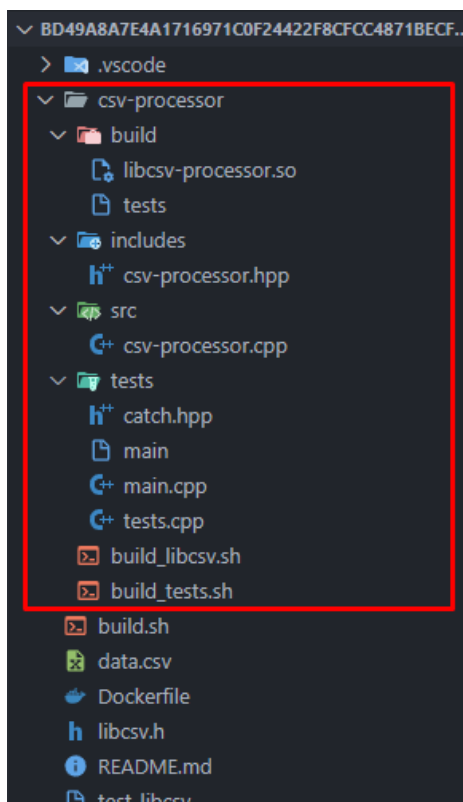 BD49A8A7E4A1716971C0F24422F8CFCC4871BECF..
.vscode
csv-processor
build
libcsv-processor.so
tests
includes
csv-processor.hpp
src
csv-processor.cpp
tests
catch.hpp
main
main.cpp
tests.cpp
build_libcsv.sh
build_tests.sh
build.sh
data.csv
Dockerfile
libcsv.h
README.md
test_libcsv